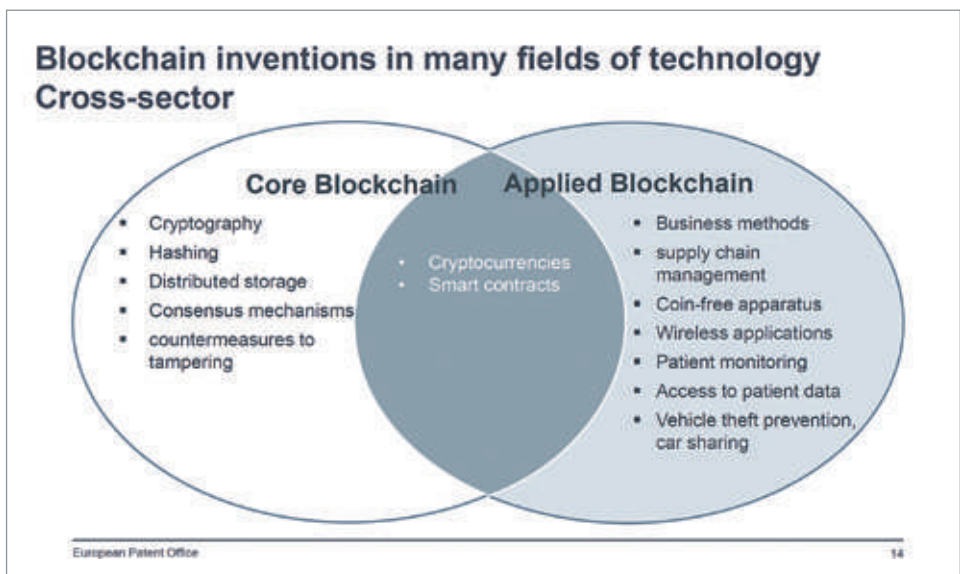 Blockchain inventions in many fields of technology
Cross-sector
Core Blockchain
▪ Cryptography
▪ Hashing
▪ Distributed storage
▪ Consensus mechanisms
▪ countermeasures to
tampering
• Cryptocurrencies
• Smart contracts
Applied Blockchain
▪ Business methods
▪ supply chain
management
▪ Coin-free apparatus
▪ Wireless applications
▪ Patient monitoring
▪ Access to patient data
▪ Vehicle theft prevention,
car sharing
European Patent Office
14